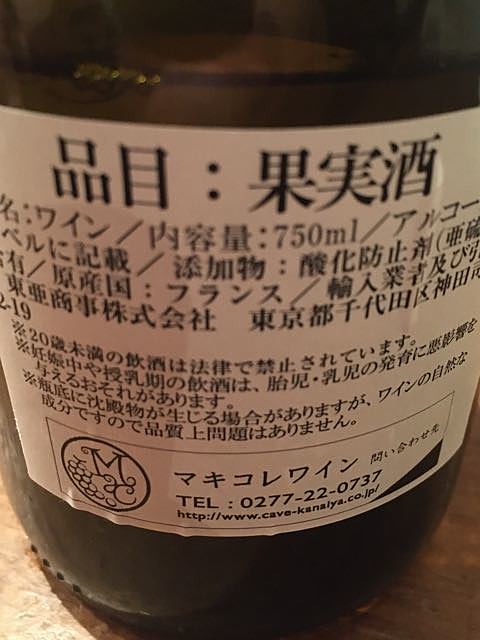 品目：果実酒
名：ワイン／内容量：750ml／アルコー
ベルに記載／添加物：酸化防止剤（亜硫
含有／原産国：フランス／輸入業者及び引
東亜商事株式会社　東京都千代田区神田司
2-19
※20歳未満の飲酒は法律で禁止されています。
※妊娠中や授乳期の飲酒は、胎児・乳児の発育に悪影響を
与えるおそれがあります。
※瓶底に沈殿物が生じる場合がありますが、ワインの自然な
成分ですので品質上問題はありません。
マキコレワイン 問い合わせ先
TEL：0277-22-0737
http://www.cave-kanaiya.co.jp/